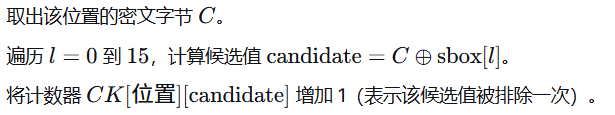 取出该位置的密文字节 C。
遍历 l = 0 到 15，计算候选值 candidate = C ⊕ sbox[l]。
将计数器 CK[位置][candidate] 增加 1（表示该候选值被排除一次）。